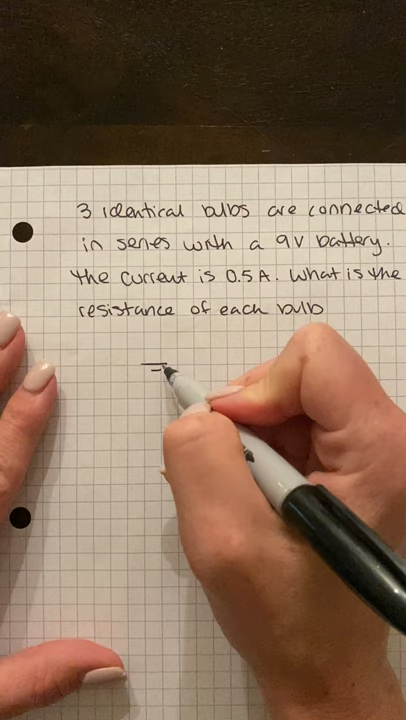 3 identical bulbs are connected
in series with a 9V battery.
the current is 0.5 A. What is the
resistance of each bulb